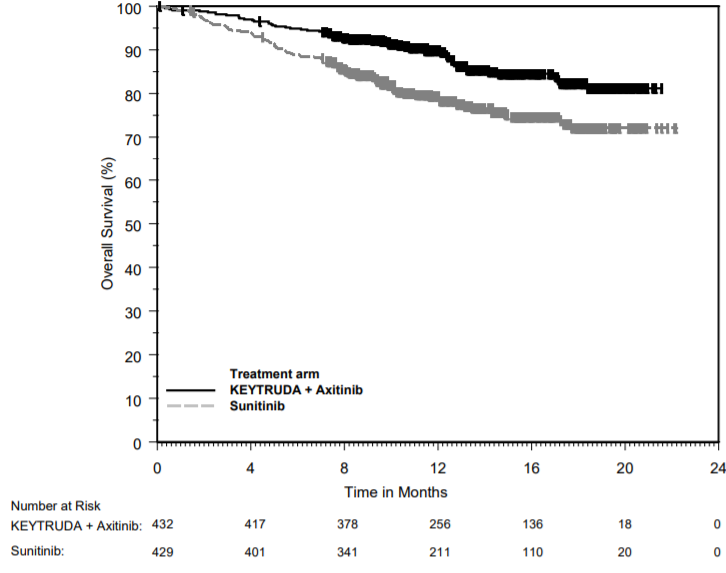 100
90
80
70
60
50
40
30
20
10
0
Overall Survival (%)
Treatment arm
KEYTRUDA + Axitinib
Sunitinib
0 4 8 12 16 20 24
Time in Months
Number at Risk
KEYTRUDA + Axitinib: 432 417 378 256 136 18 0
Sunitinib: 429 401 341 211 110 20 0